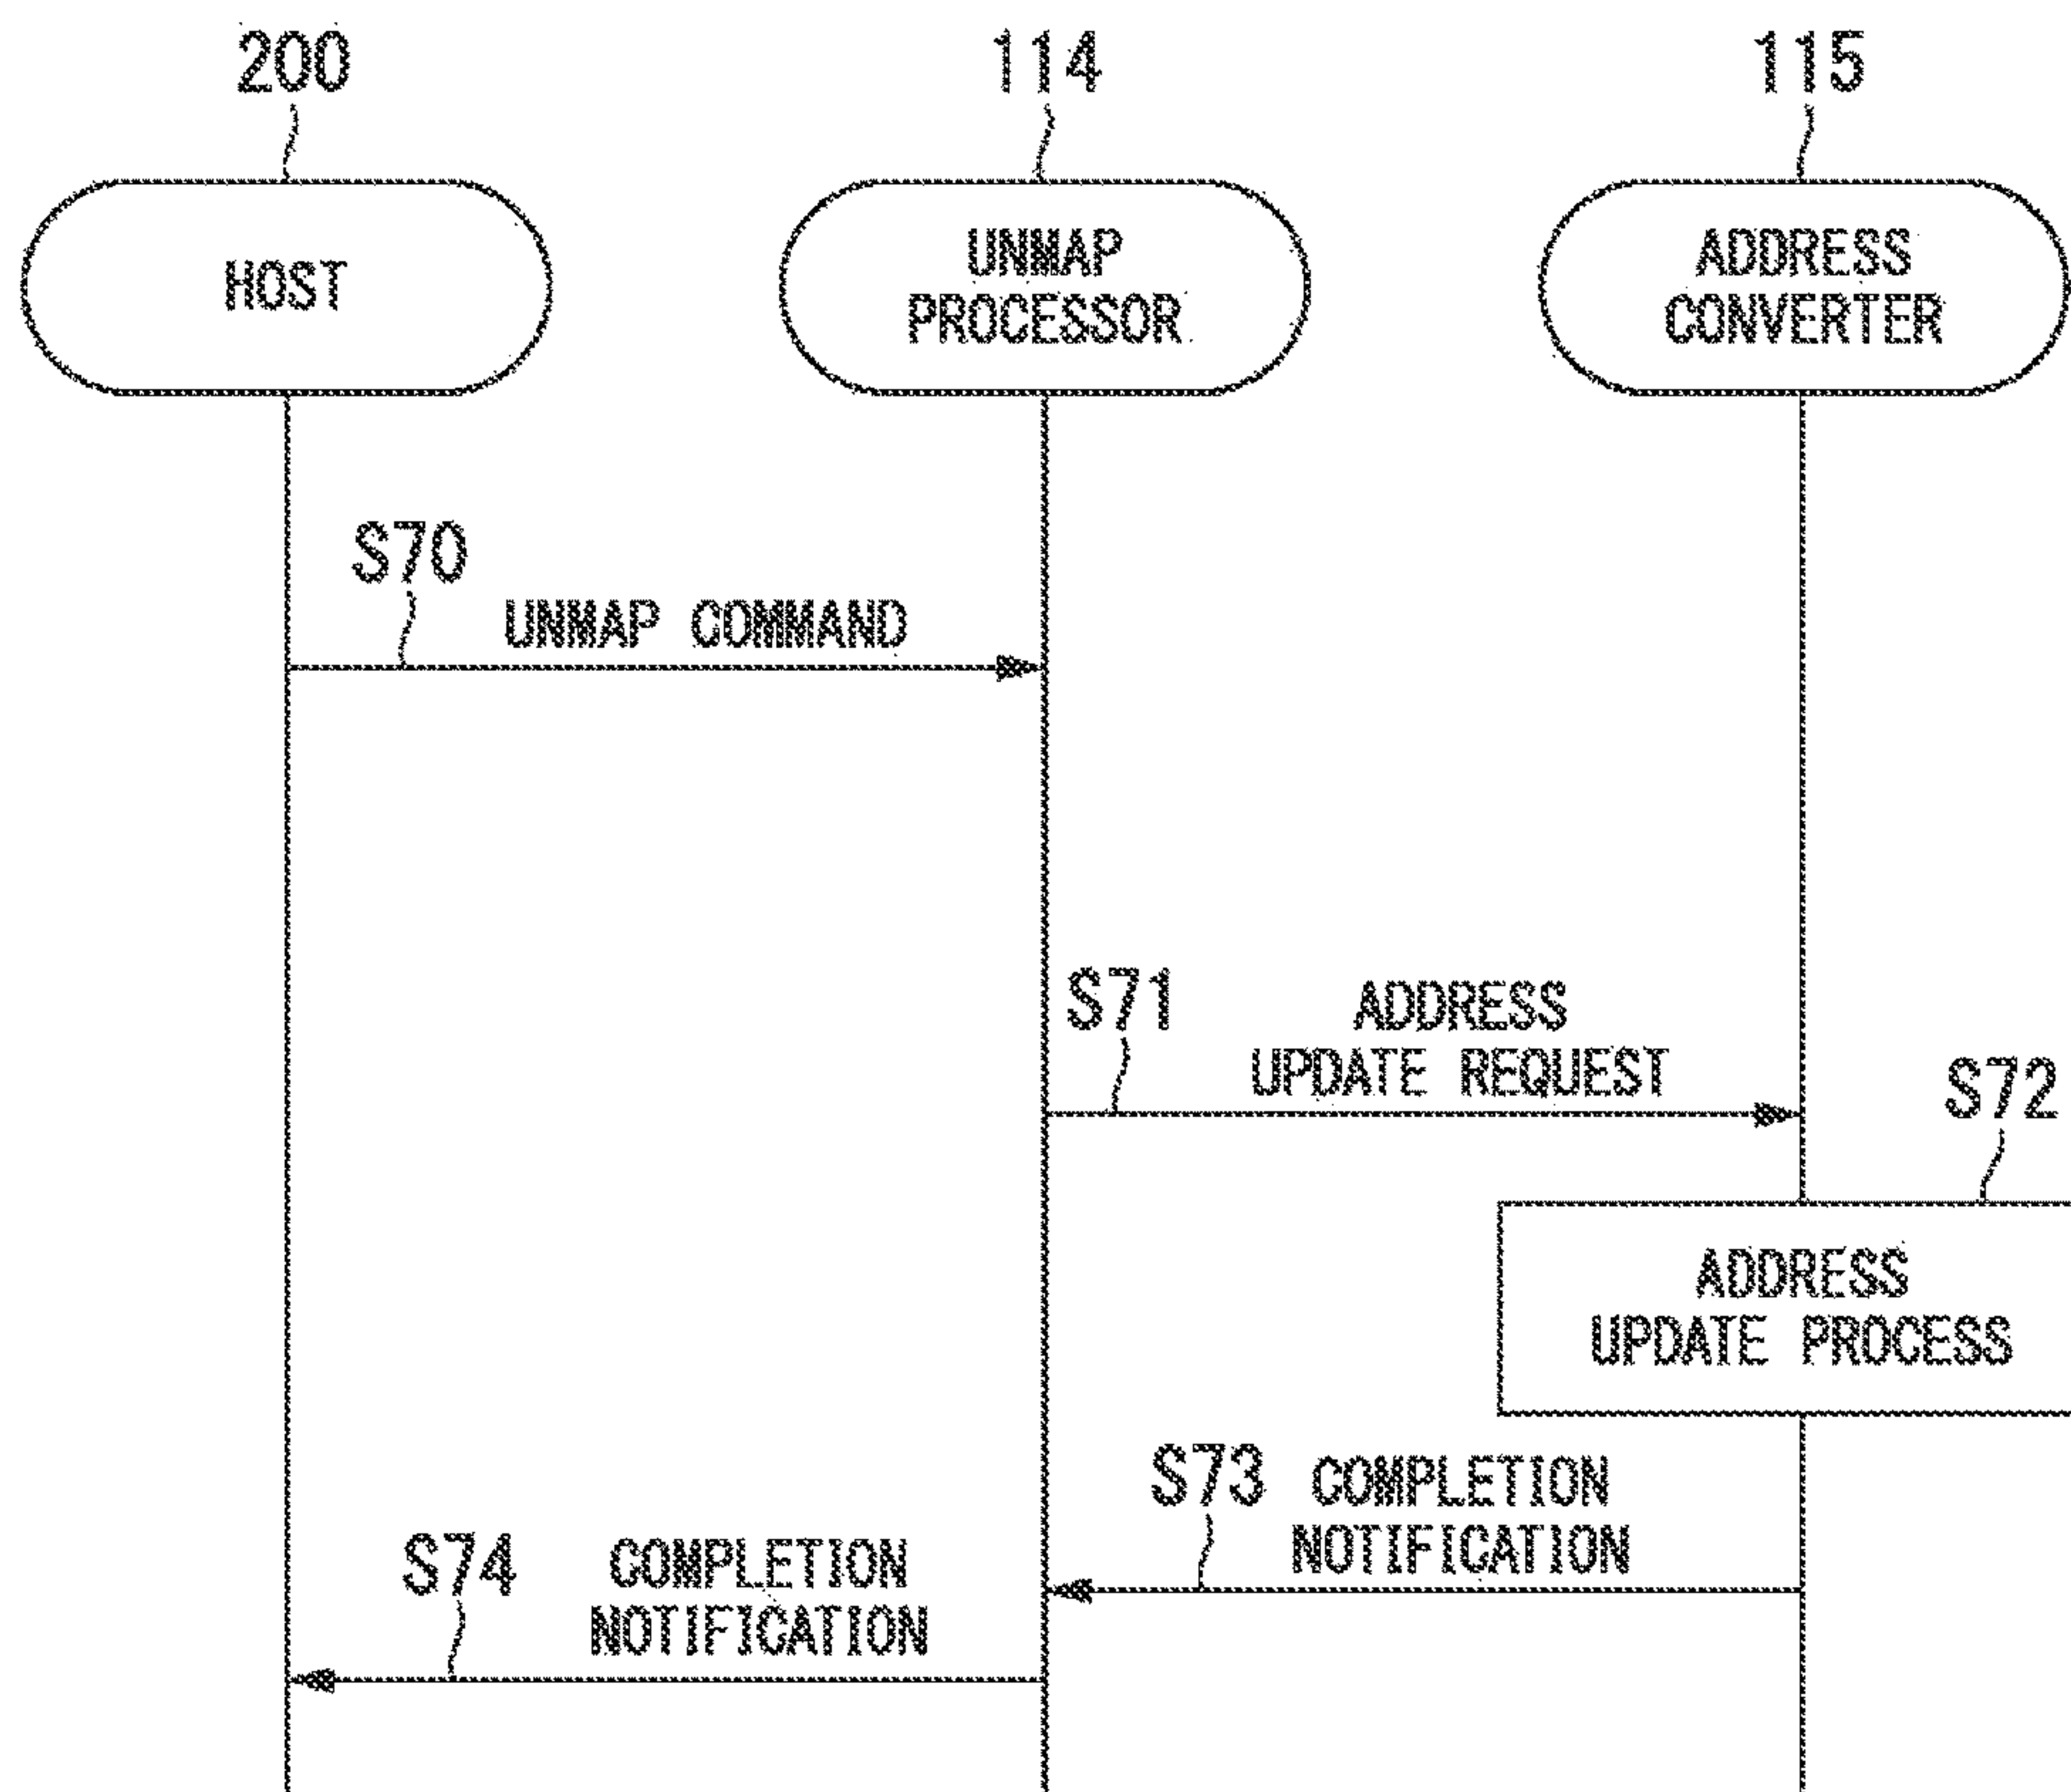 200
114
115
HOST
UNMAP
PROCESSOR
ADDRESS
CONVERTER
S70
UNMAP COMMAND
S71
ADDRESS
UPDATE REQUEST
S72
ADDRESS
UPDATE PROCESS
S73
COMPLETION
NOTIFICATION
S74
COMPLETION
NOTIFICATION